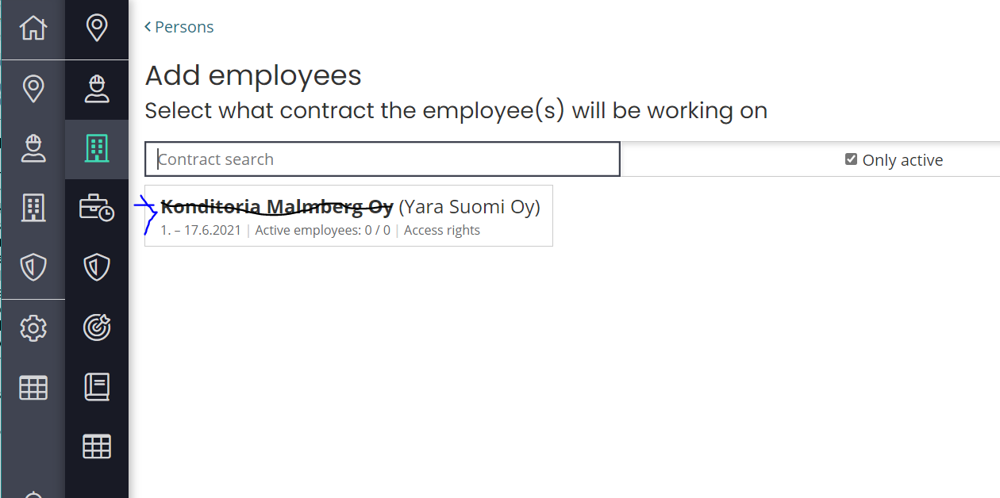 Persons
Add employees
Select what contract the employee(s) will be working on
Contract search
Only active
Konditoria Malmberg Oy (Yara Suomi Oy)
1. – 17.6.2021 | Active employees: 0 / 0 | Access rights